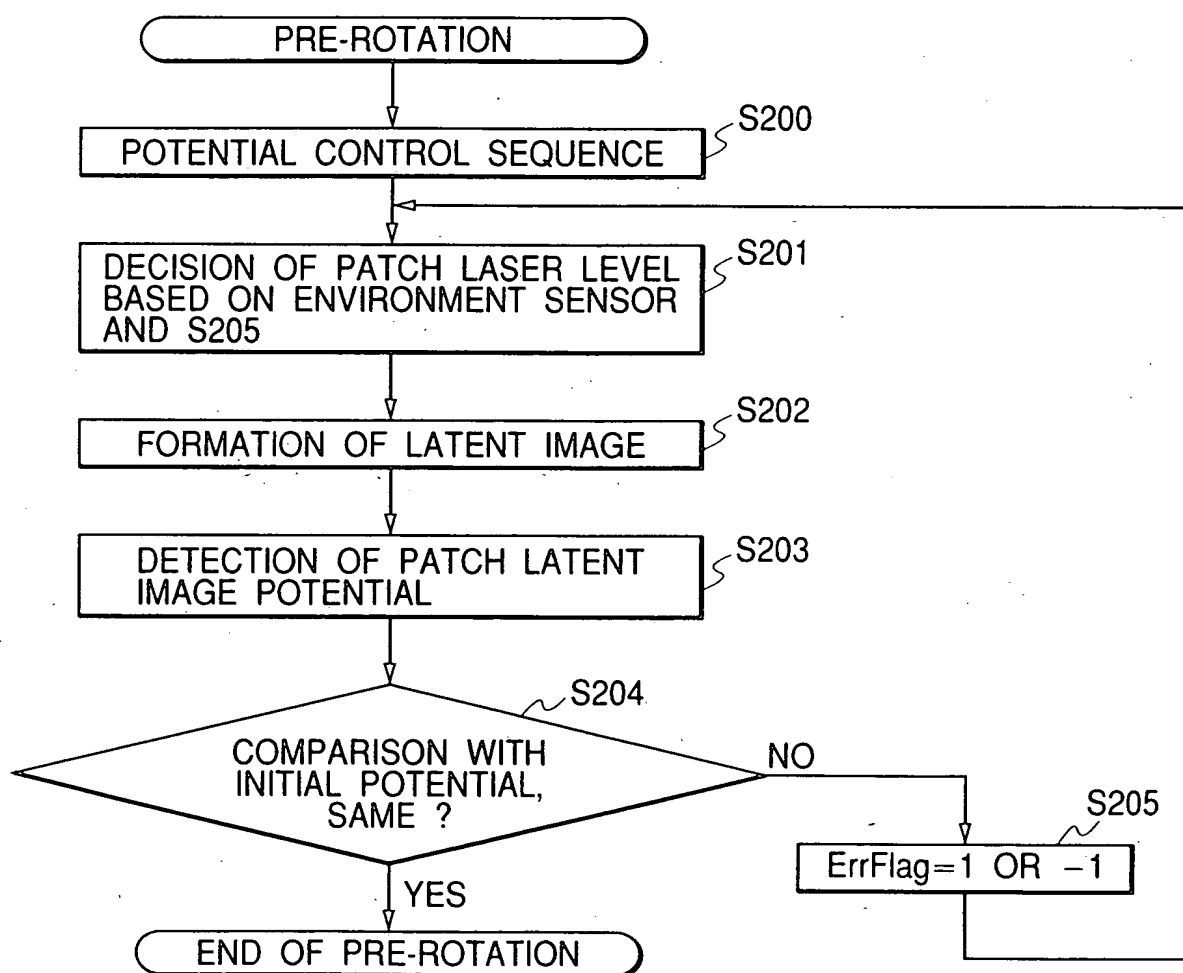 PRE-ROTATION
S200
POTENTIAL CONTROL SEQUENCE
S201
DECISION OF PATCH LASER LEVEL
BASED ON ENVIRONMENT SENSOR
AND S205
S202
FORMATION OF LATENT IMAGE
S203
DETECTION OF PATCH LATENT
IMAGE POTENTIAL
S204
COMPARISON WITH
INITIAL POTENTIAL,
SAME ?
NO
S205
ErrFlag=1 OR −1
YES
END OF PRE-ROTATION